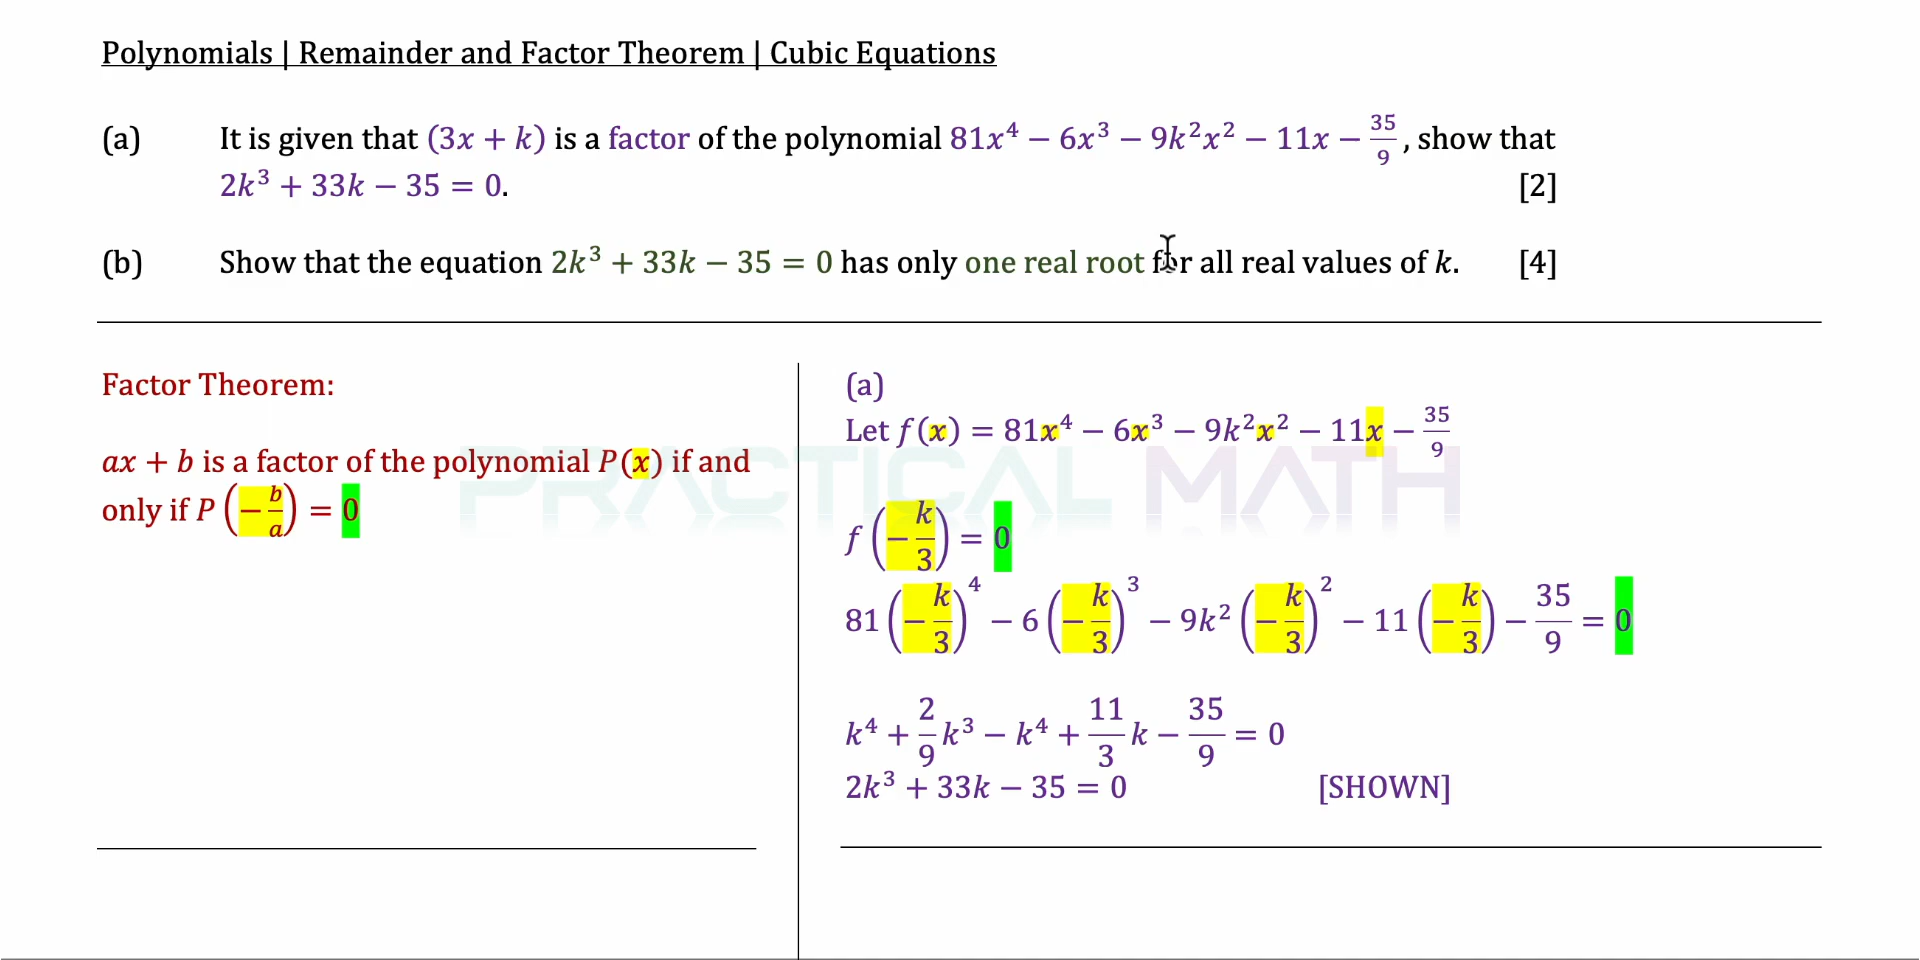 Polynomials | Remainder and Factor Theorem | Cubic Equations
(a) It is given that (3x + k) is a factor of the polynomial 81x⁴ − 6x³ − 9k²x² − 11x − 35/9, show that
2k³ + 33k − 35 = 0. [2]
(b) Show that the equation 2k³ + 33k − 35 = 0 has only one real root for all real values of k. [4]
Factor Theorem:
ax + b is a factor of the polynomial P(x) if and
only if P(−b/a) = 0
(a)
Let f(x) = 81x⁴ − 6x³ − 9k²x² − 11x − 35/9
PRACTICAL MATH
f(−k/3) = 0
81(−k/3)⁴ − 6(−k/3)³ − 9k²(−k/3)² − 11(−k/3) − 35/9 = 0
k⁴ + 2/9 k³ − k⁴ + 11/3 k − 35/9 = 0
2k³ + 33k − 35 = 0 [SHOWN]